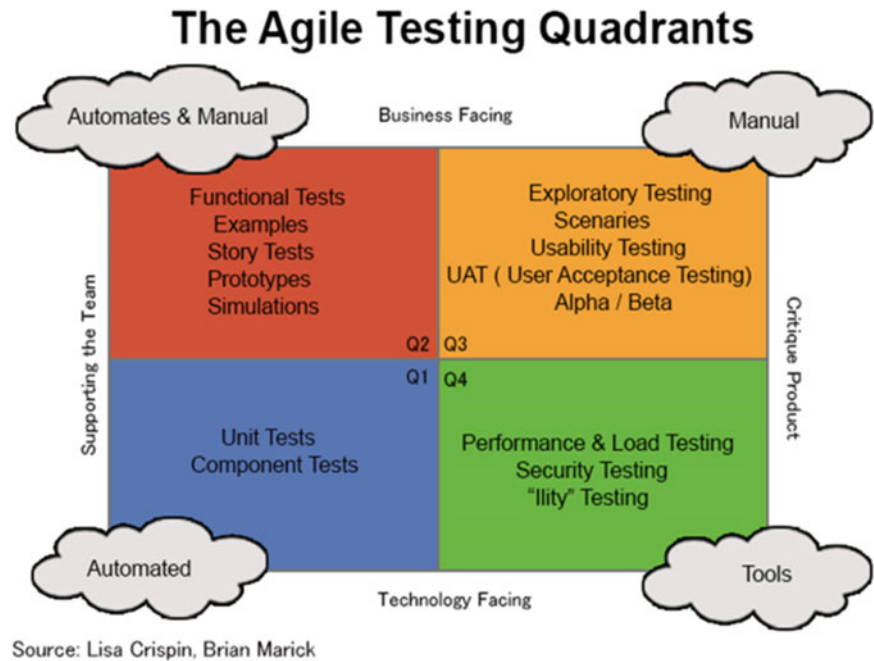 The Agile Testing Quadrants
Automates & Manual
Business Facing
Manual
Functional Tests
Examples
Story Tests
Prototypes
Simulations
Q2
Exploratory Testing
Scenaries
Usability Testing
UAT ( User Acceptance Testing)
Alpha / Beta
Q3
Supporting the Team
Critique Product
Q1
Unit Tests
Component Tests
Q4
Performance & Load Testing
Security Testing
“Ility” Testing
Automated
Technology Facing
Tools
Source: Lisa Crispin, Brian Marick